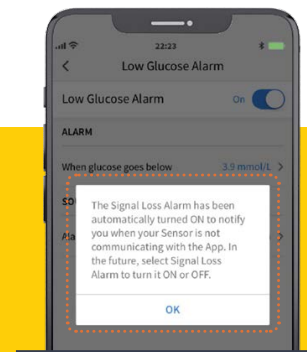 22:23
Low Glucose Alarm
Low Glucose Alarm On
ALARM
When glucose goes below 3.9 mmol/L
SO
The Signal Loss Alarm has been
automatically turned ON to notify
you when your Sensor is not
communicating with the App. In
the future, select Signal Loss
Alarm to turn it ON or OFF.
Ala
OK